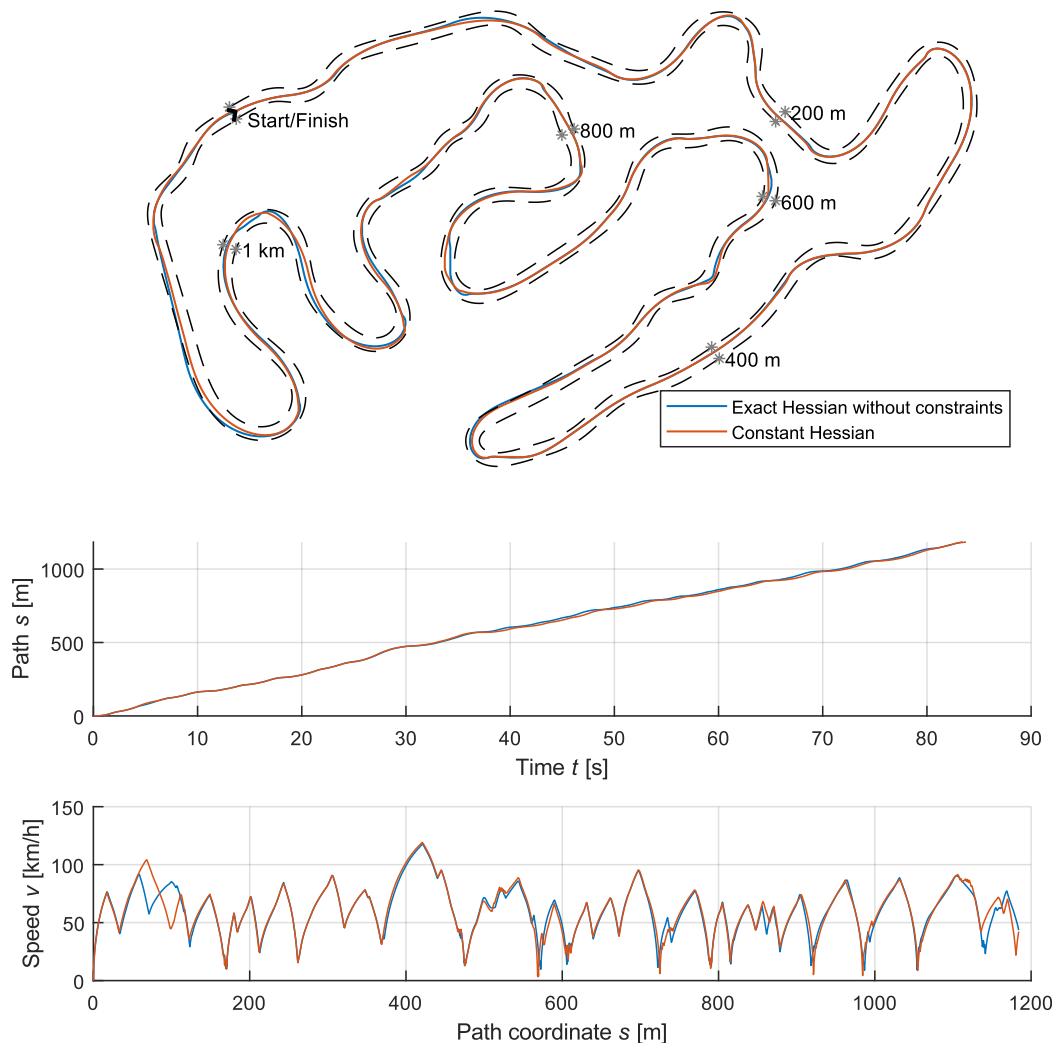 Start/Finish
200 m
800 m
600 m
1 km
400 m
Exact Hessian without constraints
Constant Hessian
Path s [m]
1000
500
0
0 10 20 30 40 50 60 70 80 90
Time t [s]
Speed v [km/h]
150
100
50
0
0 200 400 600 800 1000 1200
Path coordinate s [m]